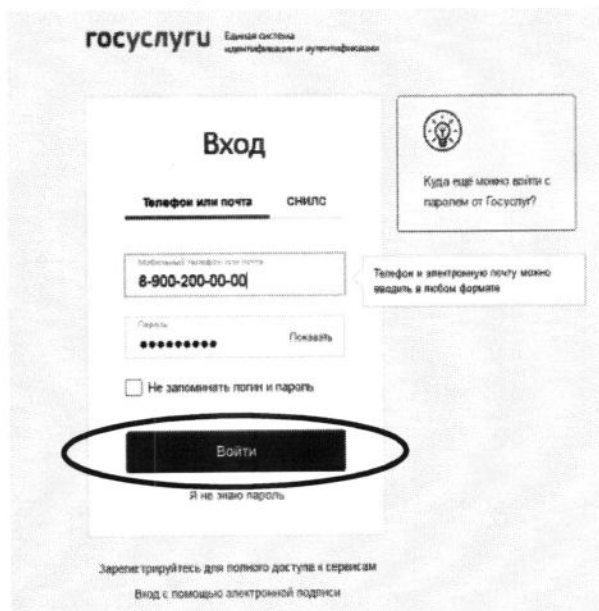 госуслуги
Единая система
идентификации и аутентификации
Вход
Телефон или почта
СНИЛС
Мобильный телефон или почта
8-900-200-00-00
Пароль
•••••••••
Показать
Не запоминать логин и пароль
Войти
Я не знаю пароль
Куда ещё можно войти с
паролем от Госуслуг?
Телефон и электронную почту можно
вводить в любом формате
Зарегистрируйтесь для полного доступа к сервисам
Вход с помощью электронной подписи